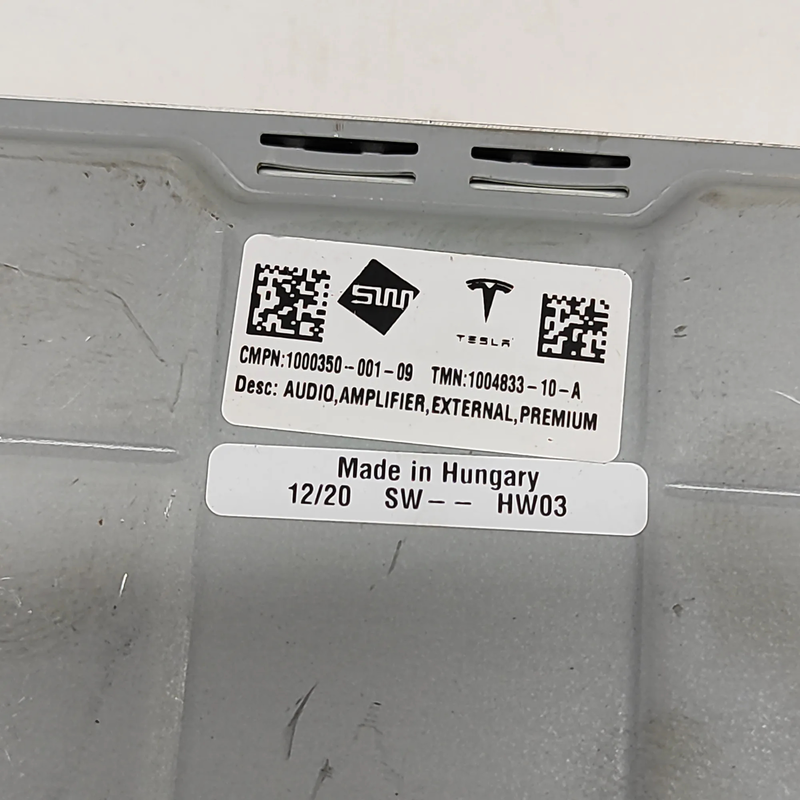 S1nn
TESLA
CMPN:1000350-001-09 TMN:1004833-10-A
Desc: AUDIO,AMPLIFIER,EXTERNAL,PREMIUM
Made in Hungary
12/20 SW-- HW03